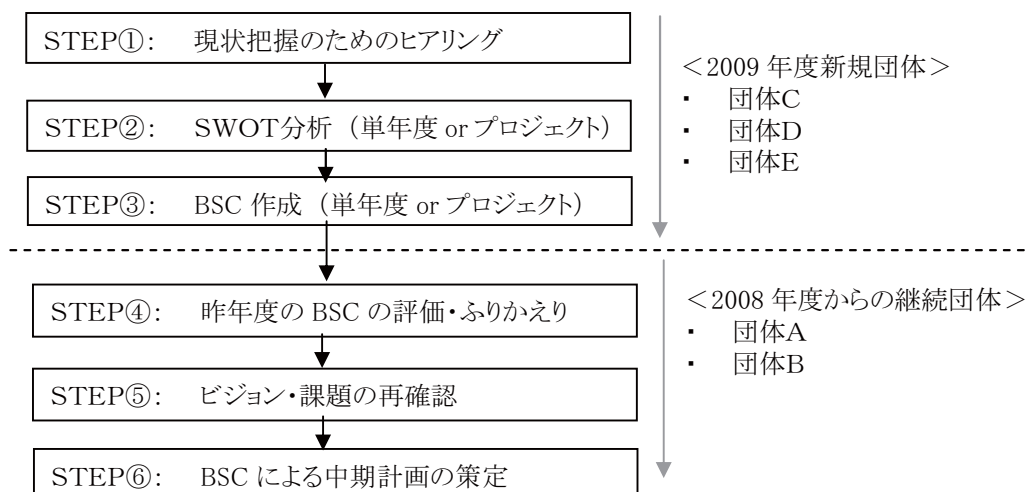 STEP①: 現状把握のためのヒアリング
STEP②: SWOT分析（単年度 or プロジェクト）
STEP③: BSC 作成（単年度 or プロジェクト）
＜2009 年度新規団体＞
・ 団体C
・ 団体D
・ 団体E
STEP④: 昨年度の BSC の評価・ふりかえり
STEP⑤: ビジョン・課題の再確認
STEP⑥: BSC による中期計画の策定
＜2008 年度からの継続団体＞
・ 団体A
・ 団体B